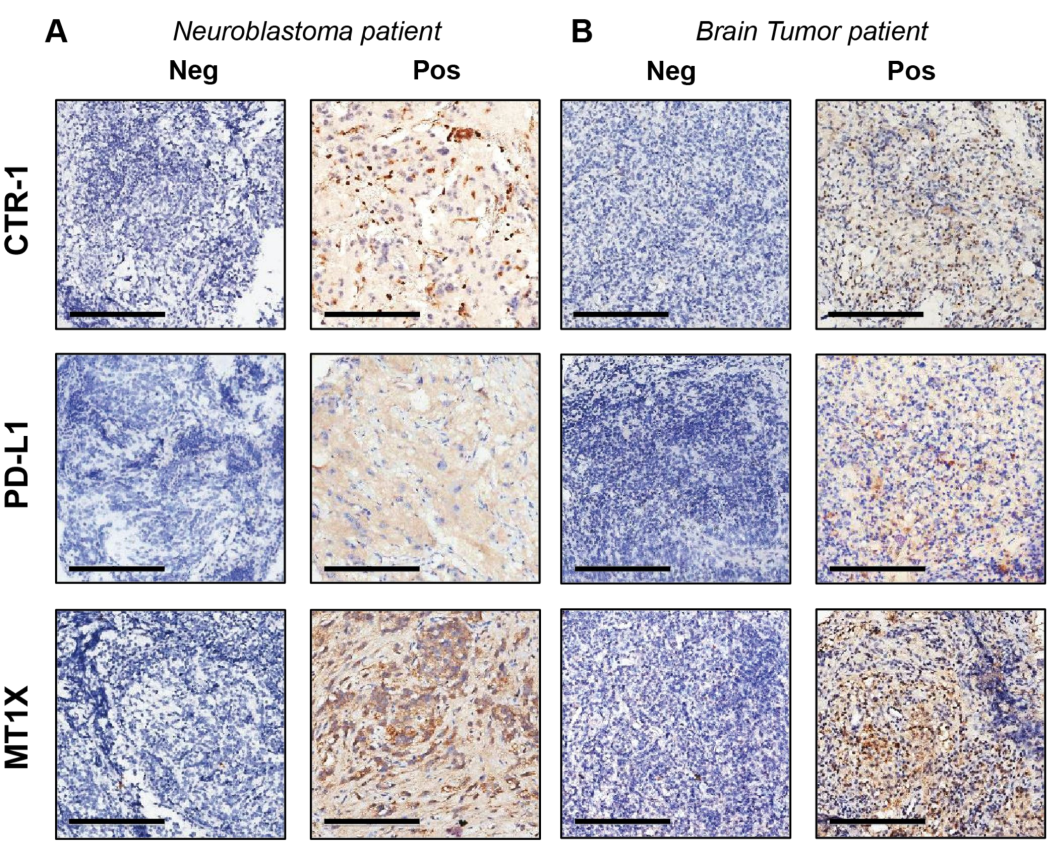 A Neuroblastoma patient B Brain Tumor patient
Neg Pos Neg Pos
CTR-1
PD-L1
MT1X